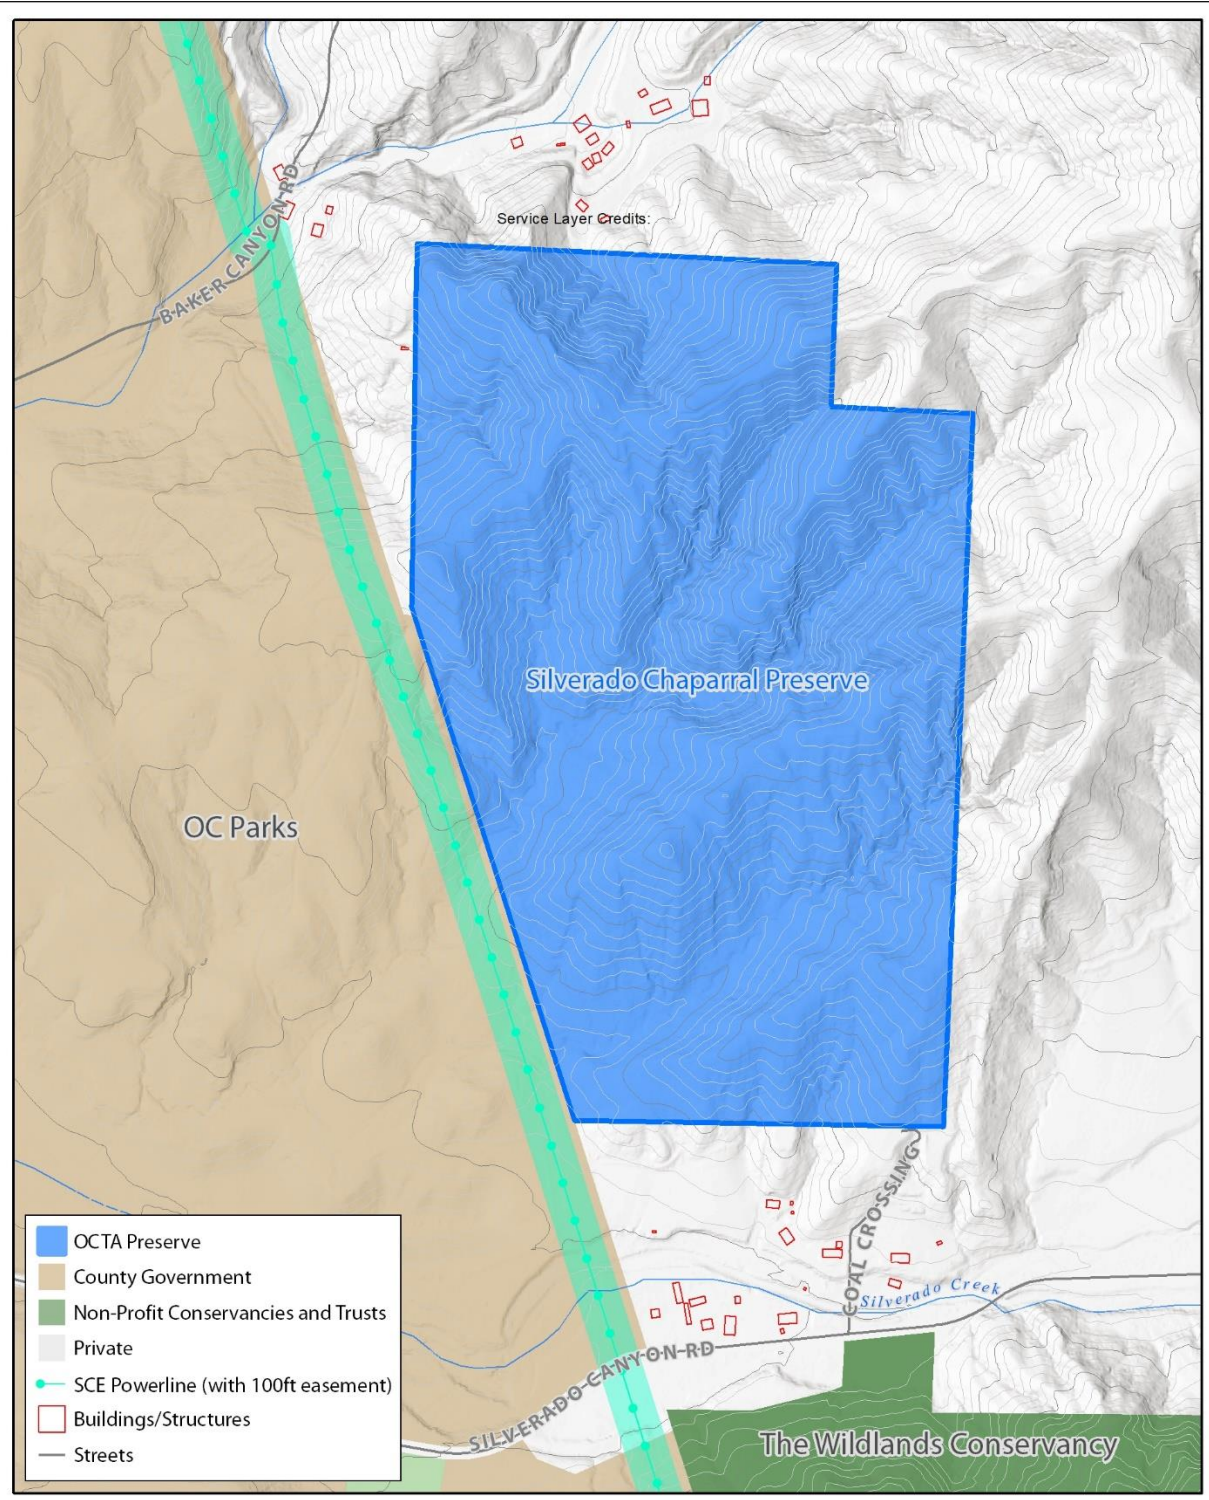 Service Layer Credits:
BAKER CANYON RD
Silverado Chaparral Preserve
OC Parks
COAL CROSSING
Silverado Creek
SILVERADO CANYON RD
The Wildlands Conservancy
OCTA Preserve
County Government
Non-Profit Conservancies and Trusts
Private
SCE Powerline (with 100ft easement)
Buildings/Structures
Streets